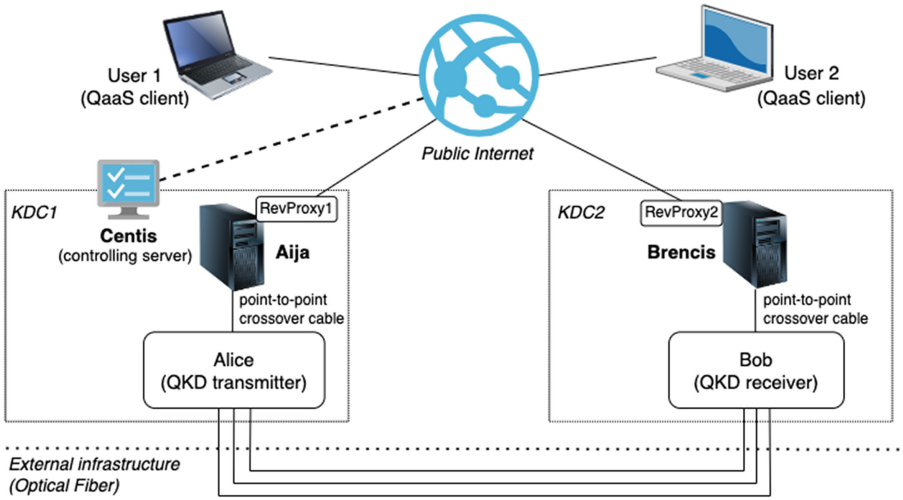 User 1
(QaaS client)
User 2
(QaaS client)
Public Internet
KDC1
RevProxy1
Centis
(controlling server)
Aija
point-to-point
crossover cable
Alice
(QKD transmitter)
KDC2
RevProxy2
Brencis
point-to-point
crossover cable
Bob
(QKD receiver)
External infrastructure
(Optical Fiber)